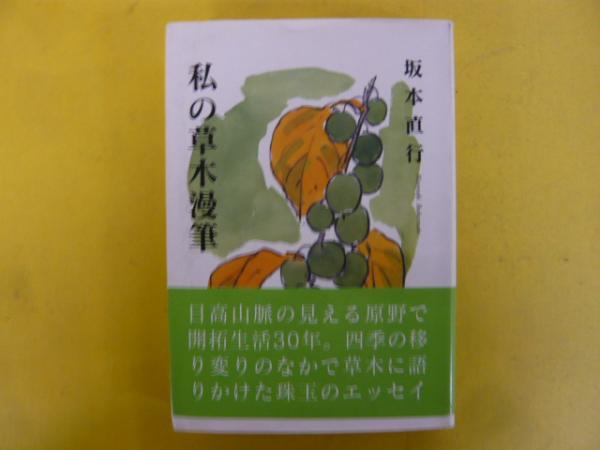 坂本直行
私の草木漫筆
日高山脈の見える原野で
開拓生活30年。四季の移
り変りのなかで草木に語
りかけた珠玉のエッセイ